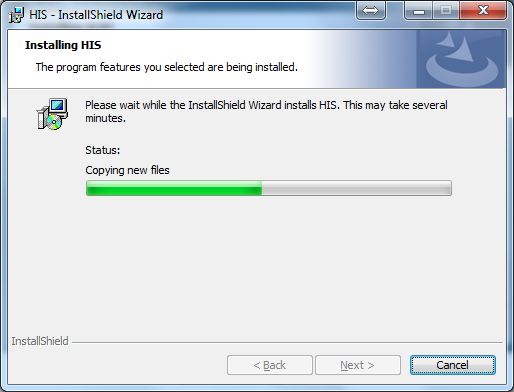 HIS - InstallShield Wizard
Installing HIS
The program features you selected are being installed.
Please wait while the InstallShield Wizard installs HIS. This may take several
minutes.
Status:
Copying new files
InstallShield
< Back
Next >
Cancel